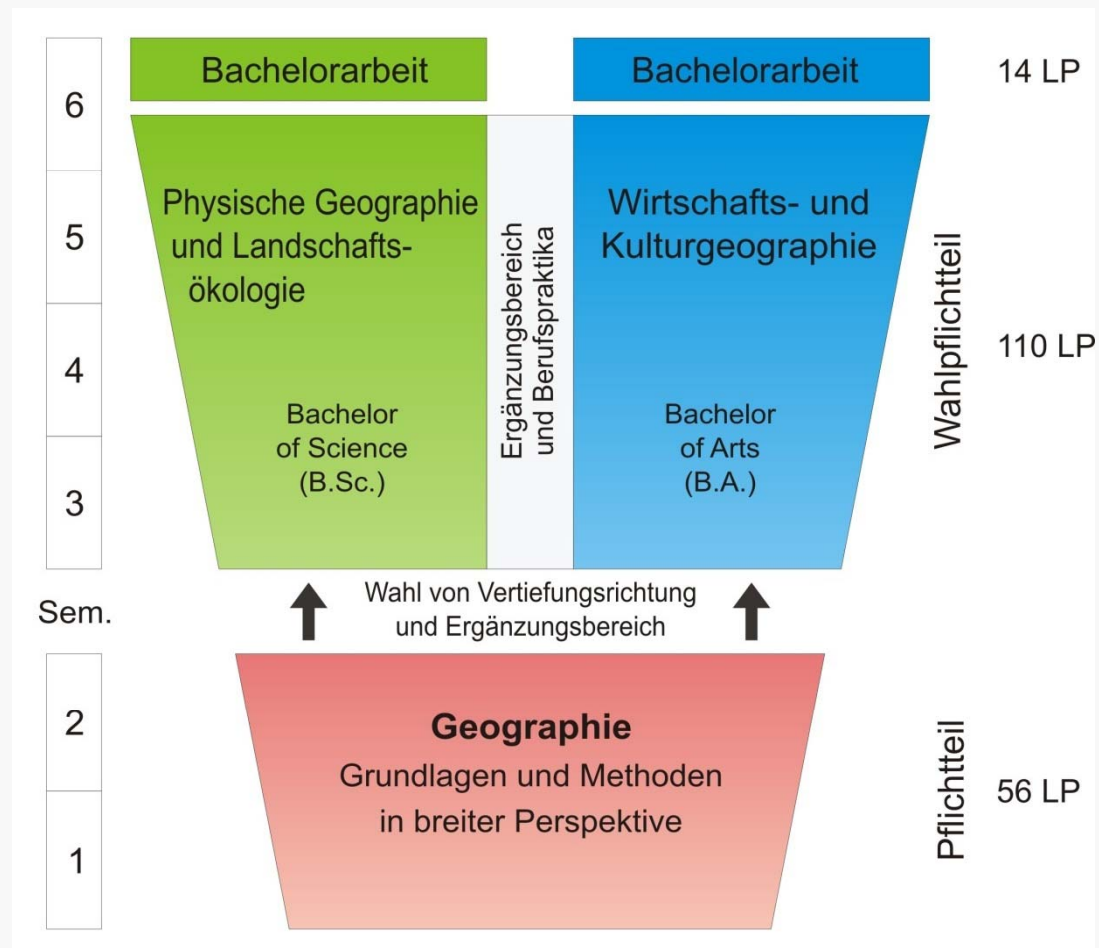 Bachelorarbeit
Bachelorarbeit
14 LP
6
Physische Geographie
und Landschafts-
ökologie
Wirtschafts- und
Kulturgeographie
5
Ergänzungsbereich
und Berufspraktika
Wahlpflichtteil
110 LP
4
Bachelor
of Science
(B.Sc.)
Bachelor
of Arts
(B.A.)
3
Sem.
Wahl von Vertiefungsrichtung
und Ergänzungsbereich
2
Geographie
Grundlagen und Methoden
in breiter Perspektive
Pflichtteil
56 LP
1